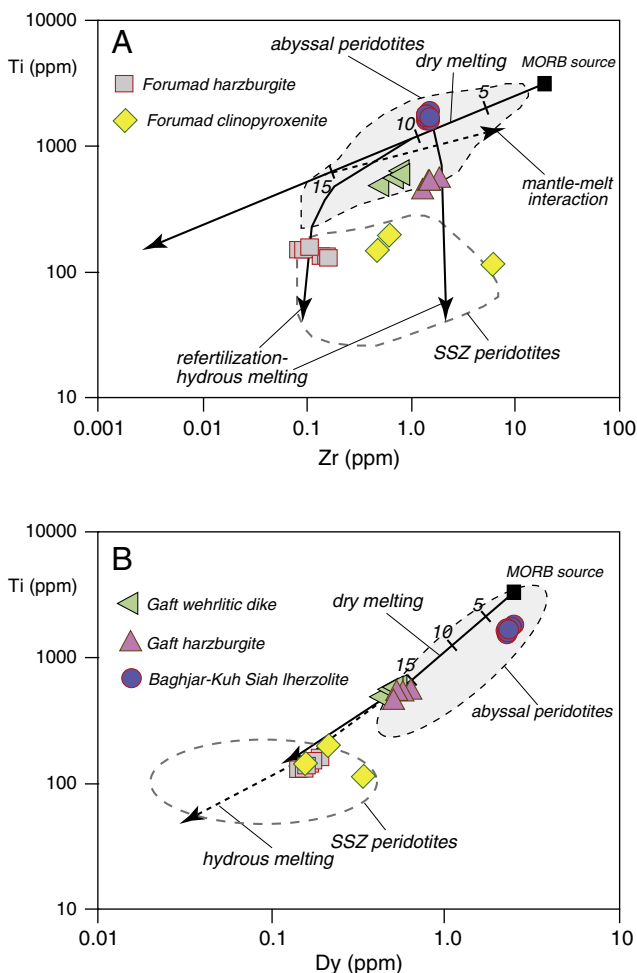 A
10000
Ti (ppm)
1000
100
10
0.001
0.01
0.1
1.0
10
100
Zr (ppm)
abyssal peridotites
dry melting
MORB source
Forumad harzburgite
Forumad clinopyroxenite
5
10
15
mantle-melt
interaction
refertilization-
hydrous melting
SSZ peridotites
B
10000
Ti (ppm)
1000
100
10
0.01
0.1
1.0
10
Dy (ppm)
MORB source
Gaft wehrlitic dike
Gaft harzburgite
Baghjar-Kuh Siah lherzolite
dry melting
5
10
15
abyssal peridotites
SSZ peridotites
hydrous melting